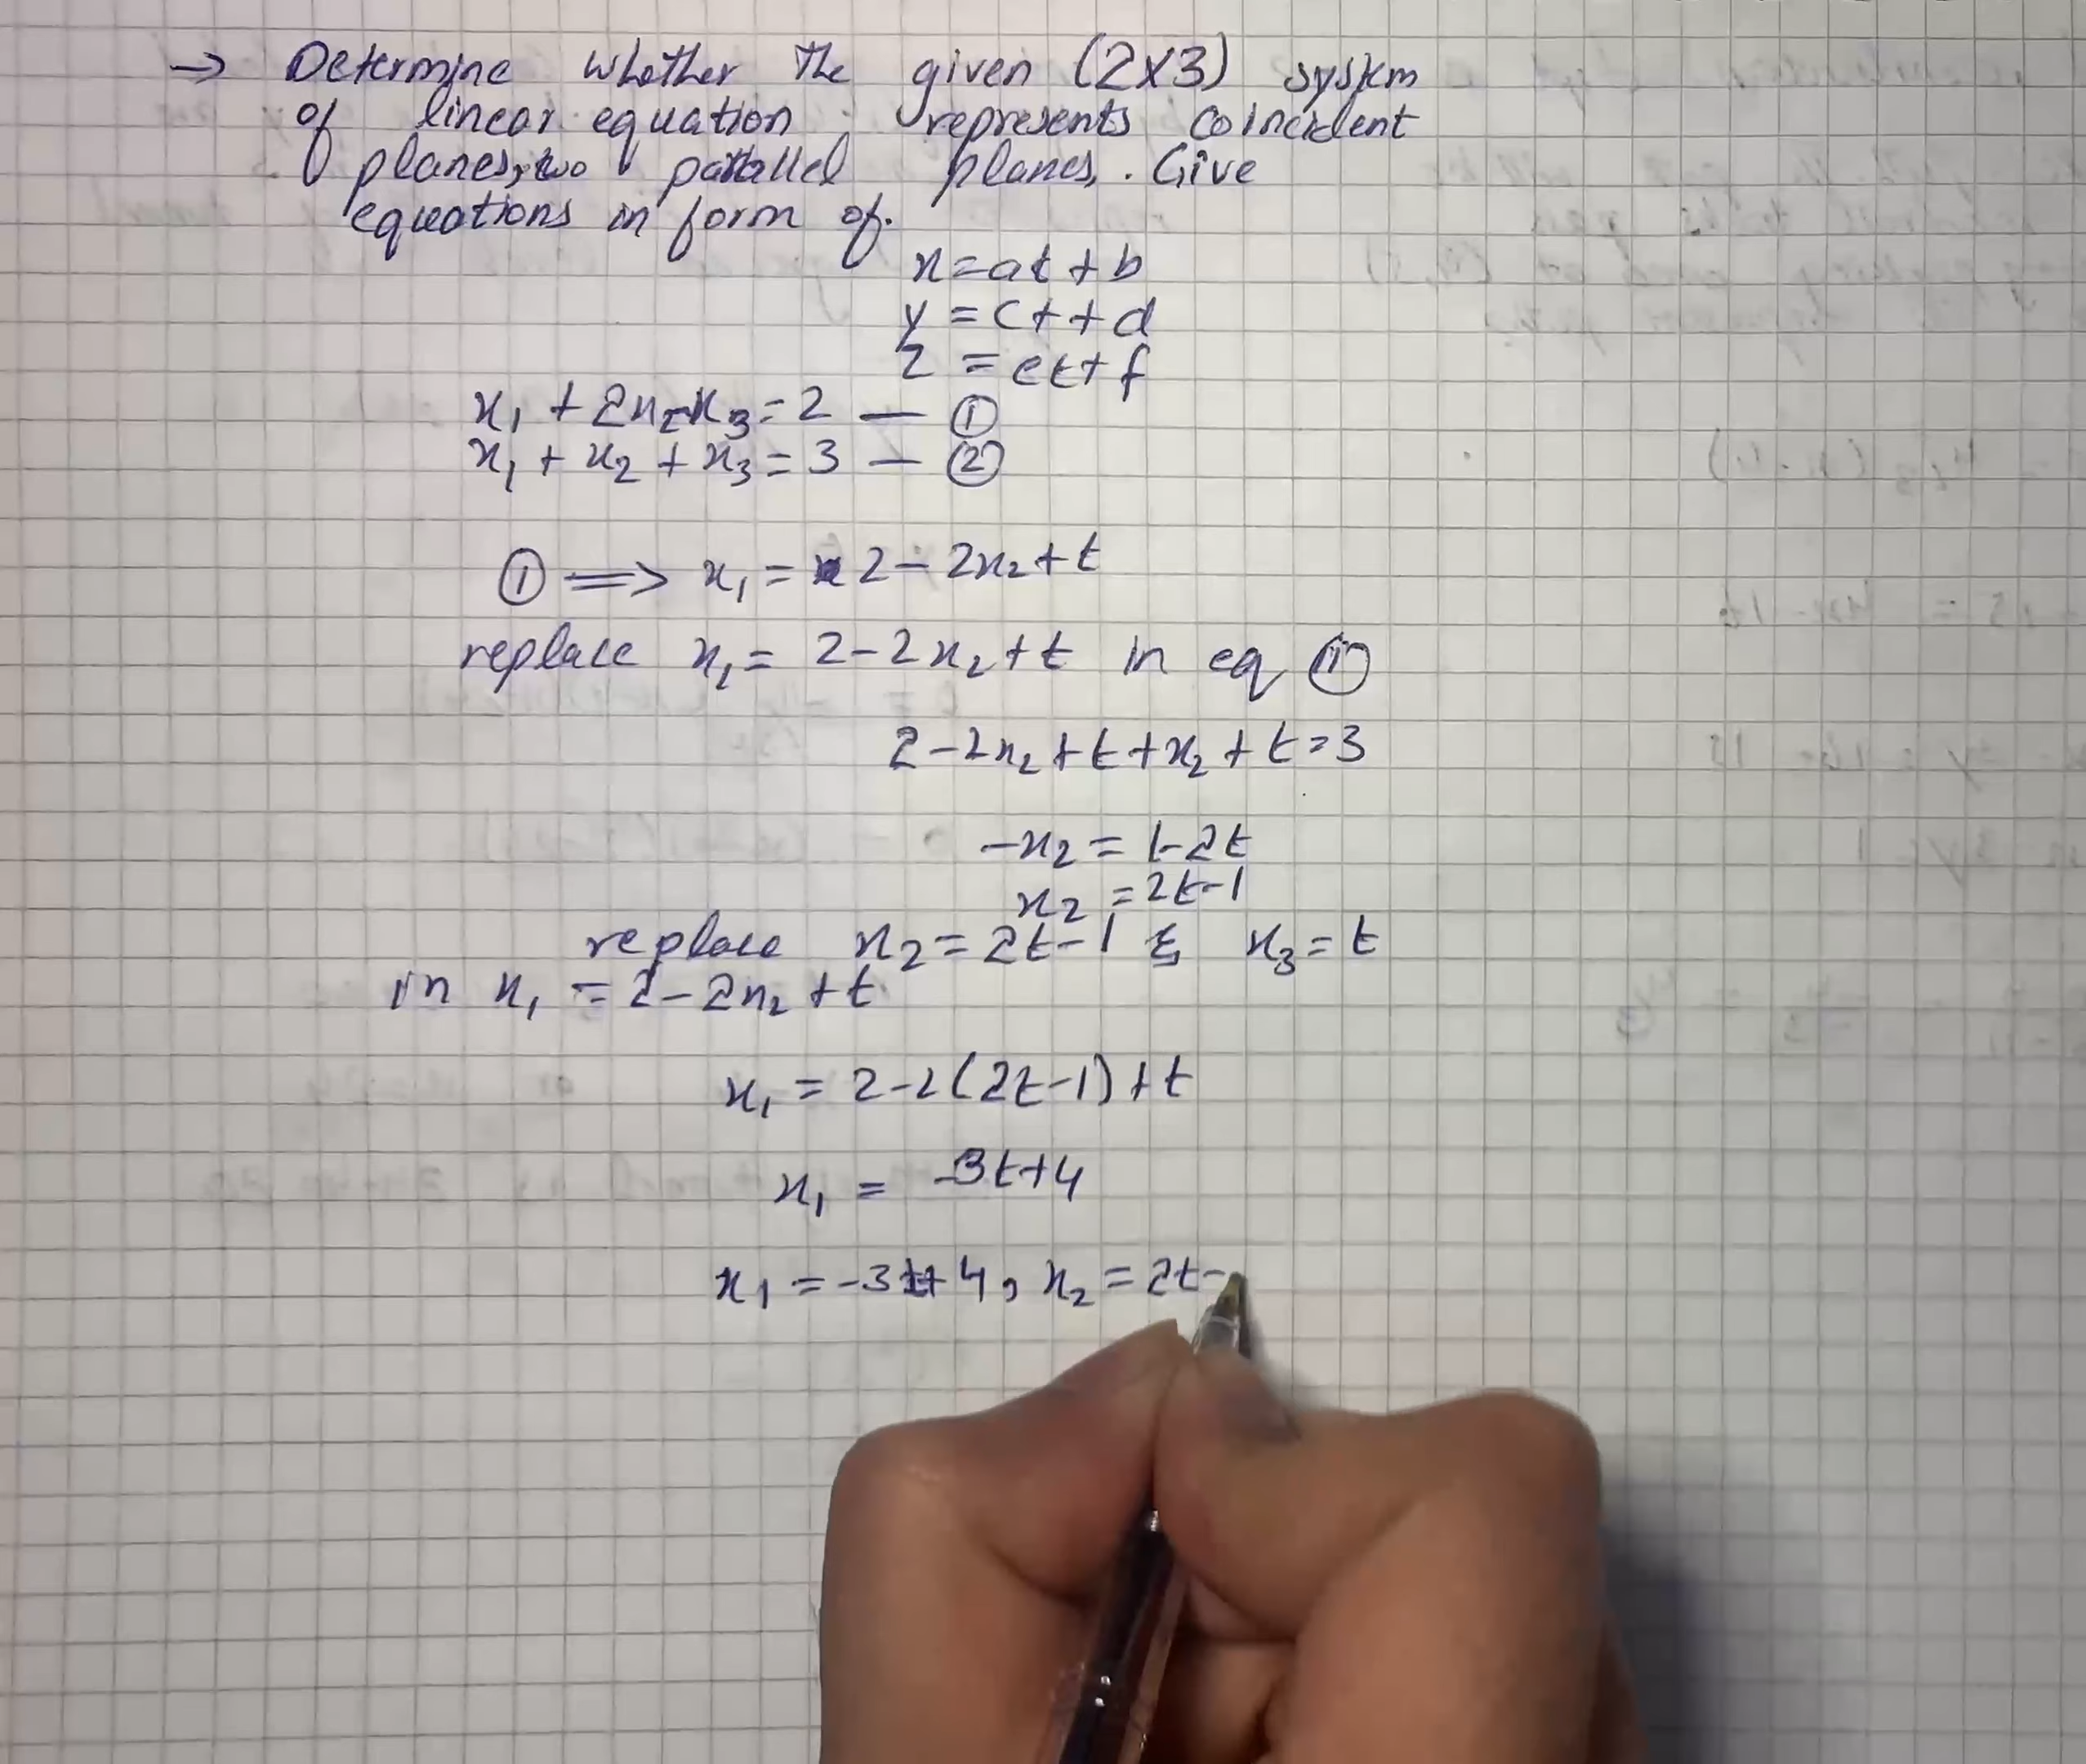 → Determine whether the given (2x3) system
of linear equation represents coincident
planes, two parallel planes. Give
equations in form of.
x=at+b
y=ct+d
z=et+f
x₁+2x₂-x₃=2 — ①
x₁+x₂+x₃=3 — ②
① ⟹ x₁=2-2x₂+t
replace x₁=2-2x₂+t in eq ⑪
2-2x₂+t+x₂+t=3
-x₂=1-2t
x₂=2t-1
replace x₂=2t-1 & x₃=t
in x₁=2-2x₂+t
x₁=2-2(2t-1)+t
x₁=-3t+4
x₁=-3t+4, x₂=2t-